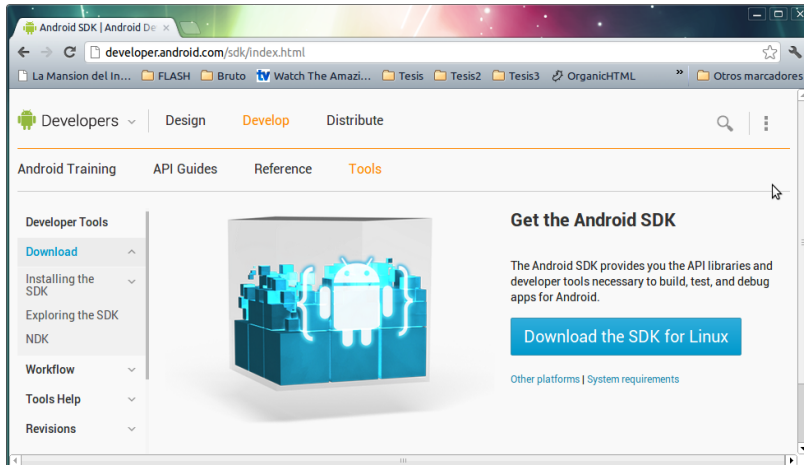 Android SDK | Android De
developer.android.com/sdk/index.html
La Mansion del In... FLASH Bruto tv Watch The Amazi... Tesis Tesis2 Tesis3 OrganicHTML » Otros marcadores
Developers Design Develop Distribute
Android Training API Guides Reference Tools
Developer Tools
Download
Installing the
SDK
Exploring the SDK
NDK
Workflow
Tools Help
Revisions
{ }
Get the Android SDK
The Android SDK provides you the API libraries and
developer tools necessary to build, test, and debug
apps for Android.
Download the SDK for Linux
Other platforms | System requirements